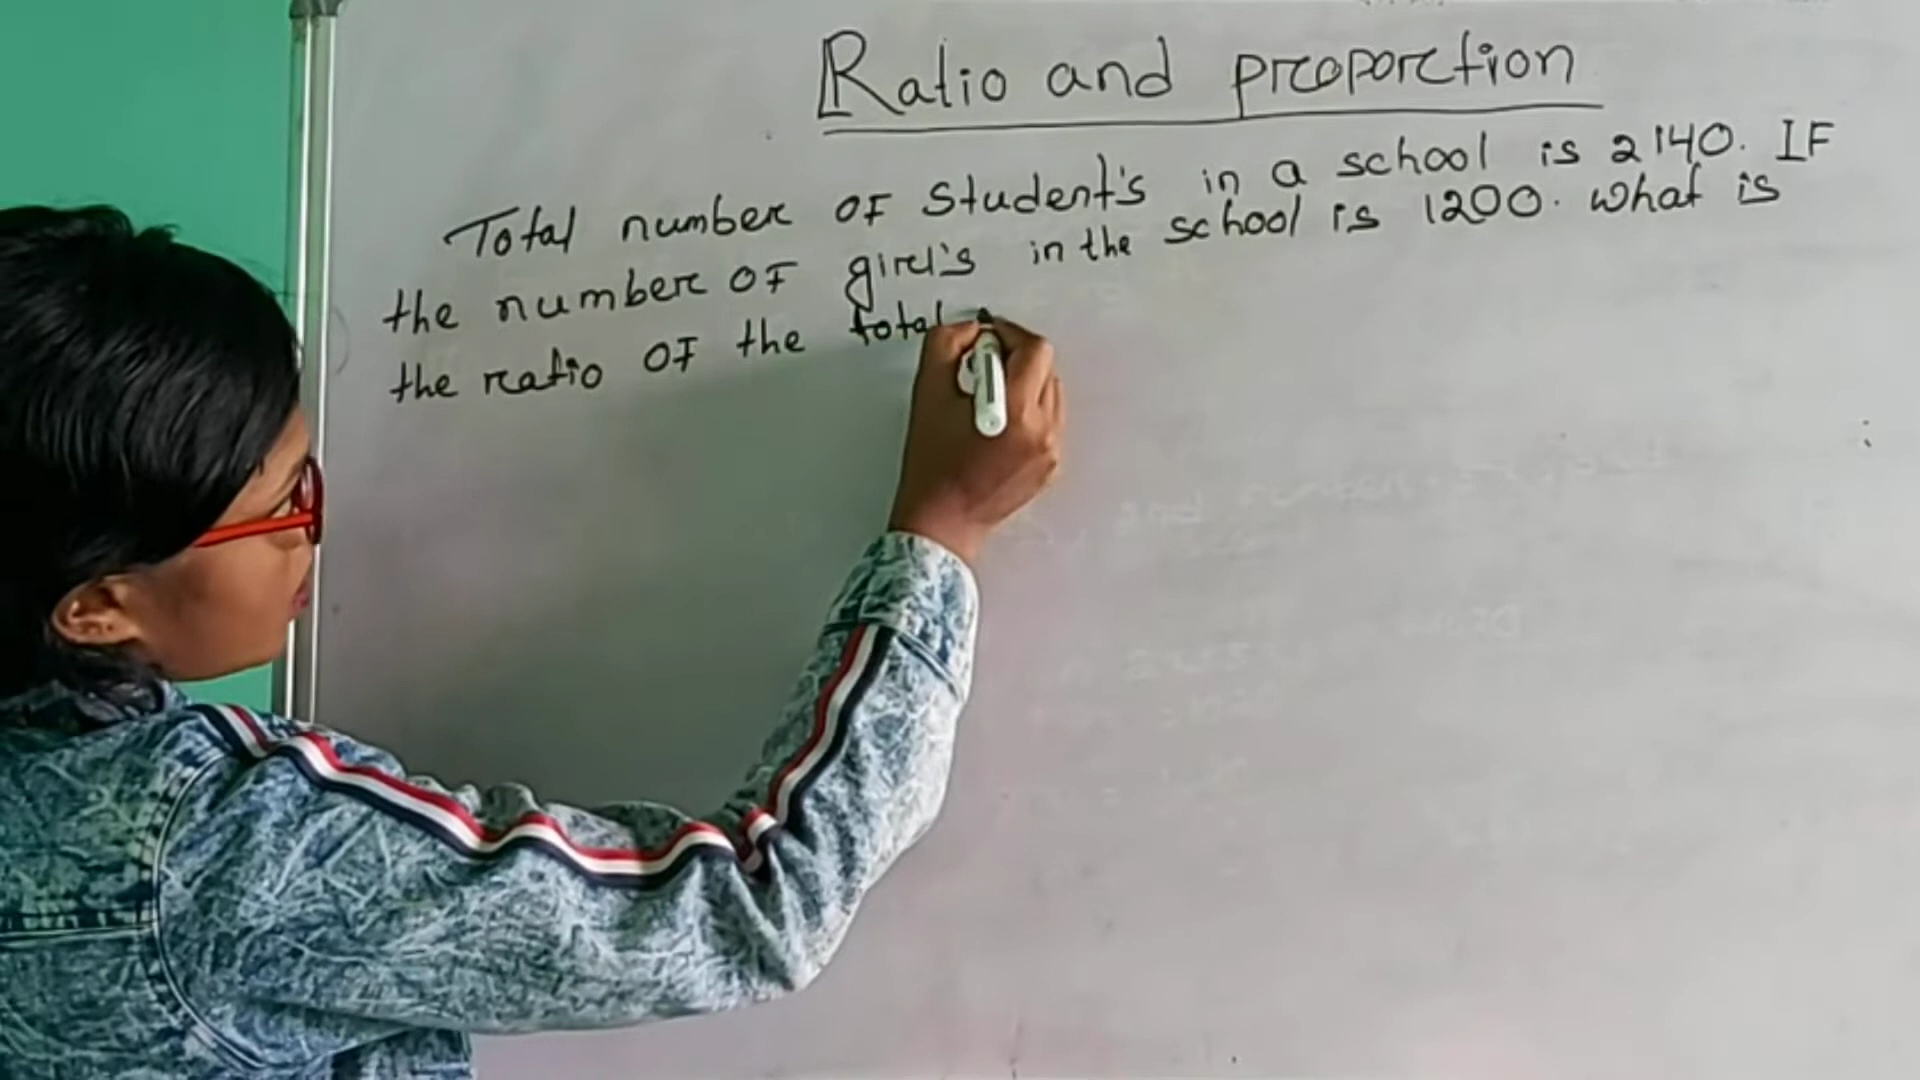 Ratio and proportion
Total number OF Student's in a school is 2140. IF
the number OF girl's in the school is 1200. what is
the ratio OF the total